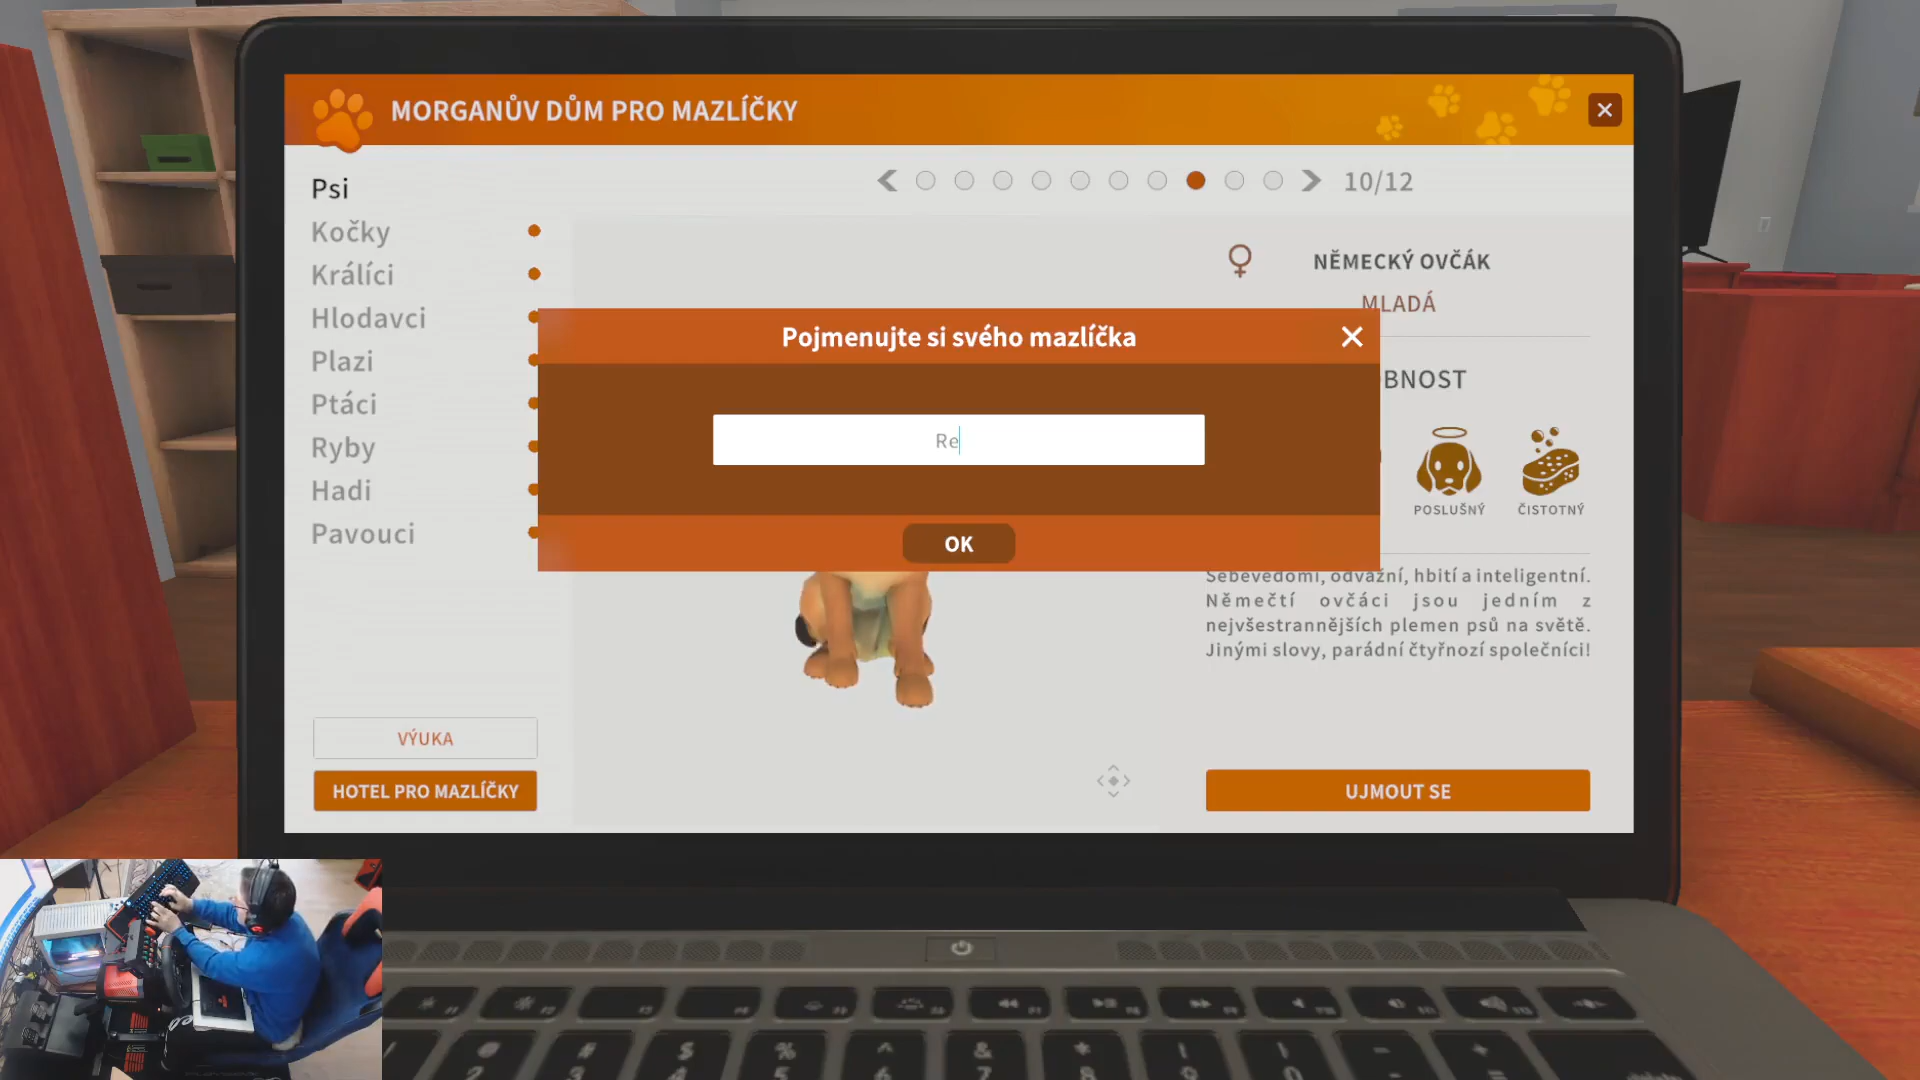 MORGANŮV DŮM PRO MAZLÍČKY
Psi
Kočky
Králíci
Hlodavci
Plazi
Ptáci
Ryby
Hadi
Pavouci
VÝUKA
HOTEL PRO MAZLÍČKY
10/12
NĚMECKÝ OVČÁK
MLADÁ
Pojmenujte si svého mazlíčka
Re
OK
OBNOST
POSLUŠNÝ
ČISTOTNÝ
Sebevědomí, odvážní, hbití a inteligentní.
Němečtí ovčáci jsou jedním z
nejvšestrannějších plemen psů na světě.
Jinými slovy, parádní čtyřnozí společníci!
UJMOUT SE